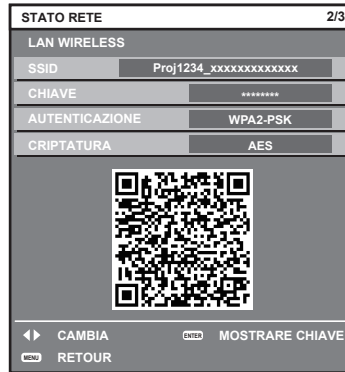 STATO RETE 2/3
LAN WIRELESS
SSID Proj1234_xxxxxxxxxxxxx
CHIAVE ********
AUTENTICAZIONE WPA2-PSK
CRIPTATURA AES
CAMBIA ENTER MOSTRARE CHIAVE
MENU RETOUR